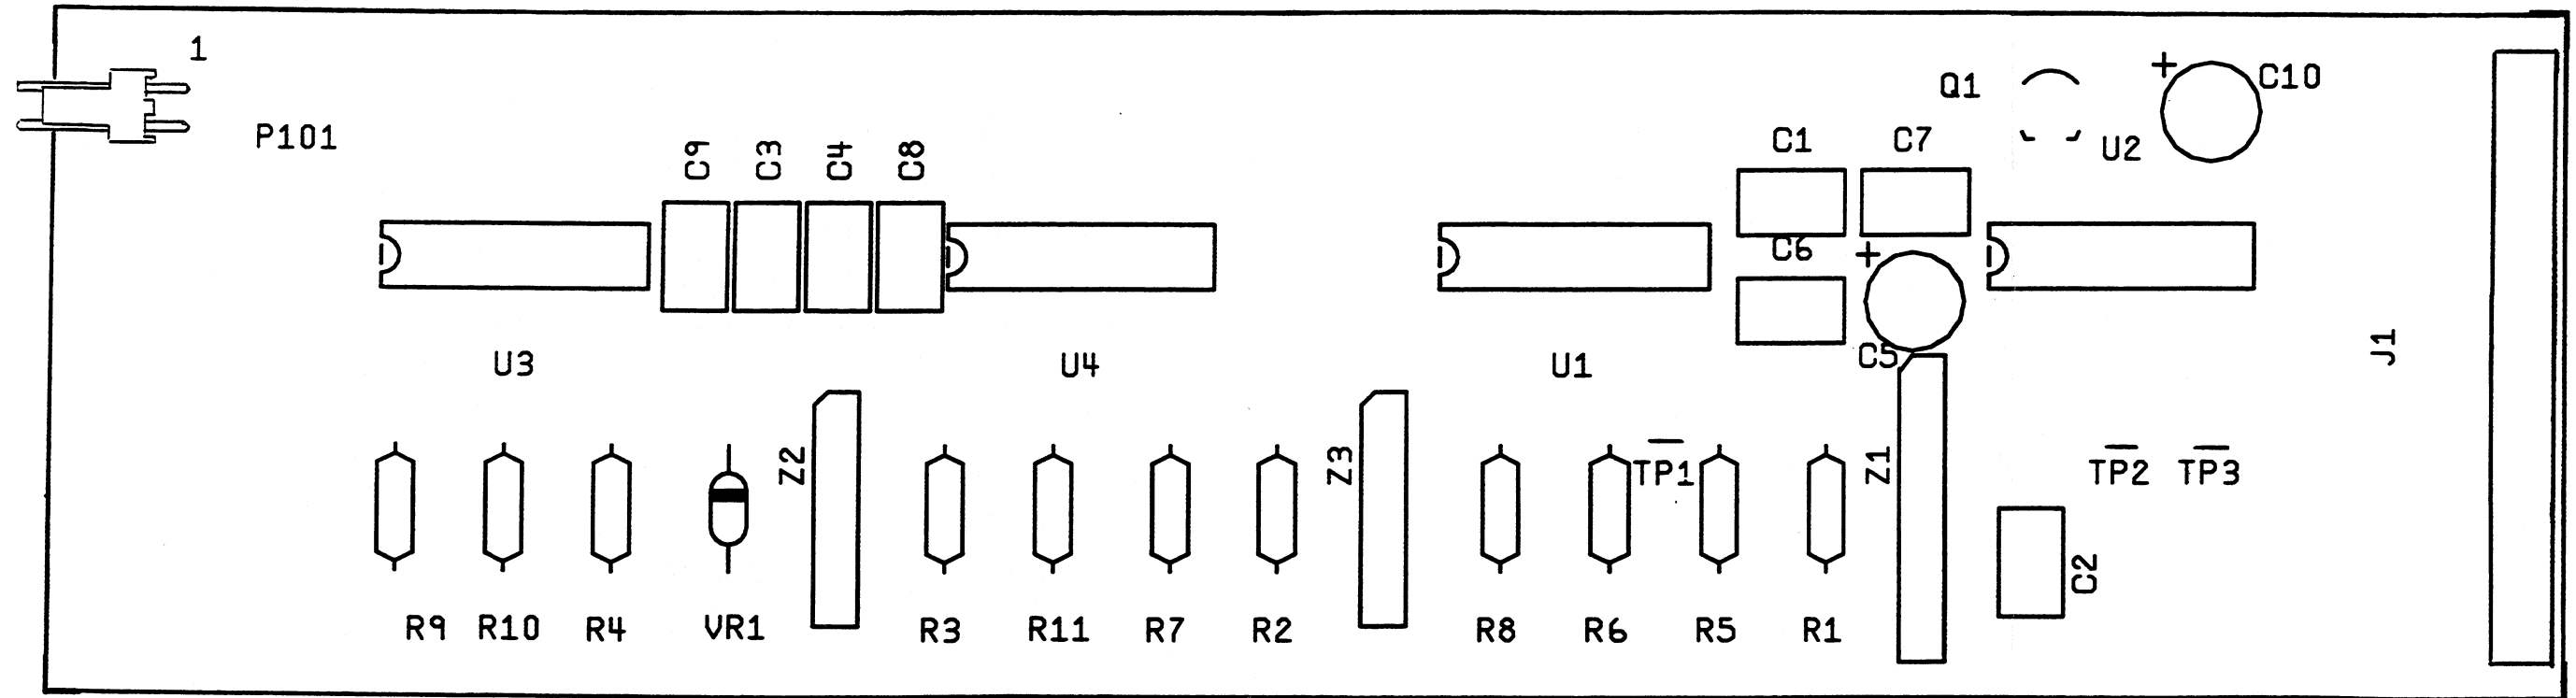 1
P101
Q1
+
C10
C9
C3
C4
C8
C1
C7
U2
C6
+
U3
U4
U1
C5
J1
Z2
Z3
TP1
Z1
TP2
TP3
C2
R9
R10
R4
VR1
R3
R11
R7
R2
R8
R6
R5
R1